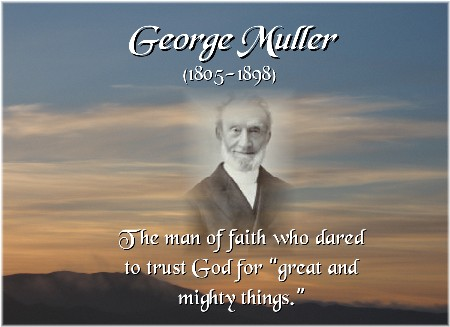 George Muller
(1805-1898)
The man of faith who dared
to trust God for "great and
mighty things."